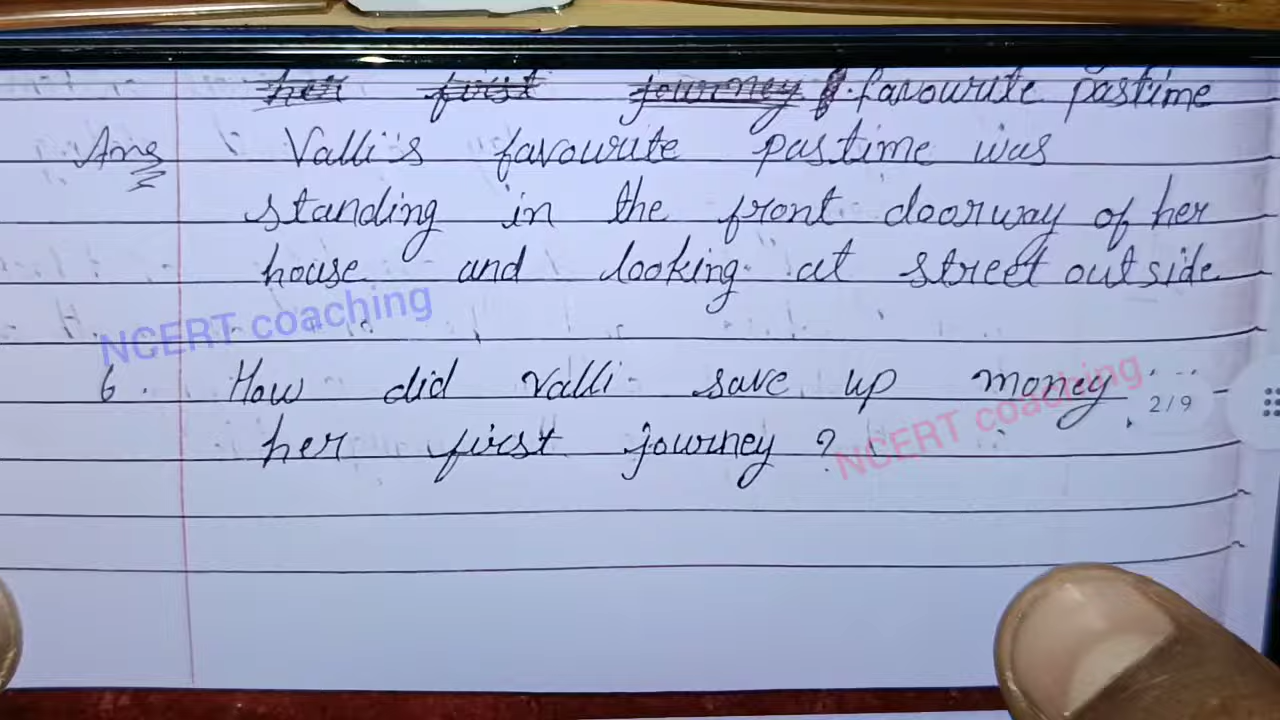 her first journey favourite pastime
Ans Valli's favourite pastime was
standing in the front doorway of her
house and looking at street outside
NCERT coaching
6. How did Valli save up money
2/9
her first journey ?
NCERT coaching